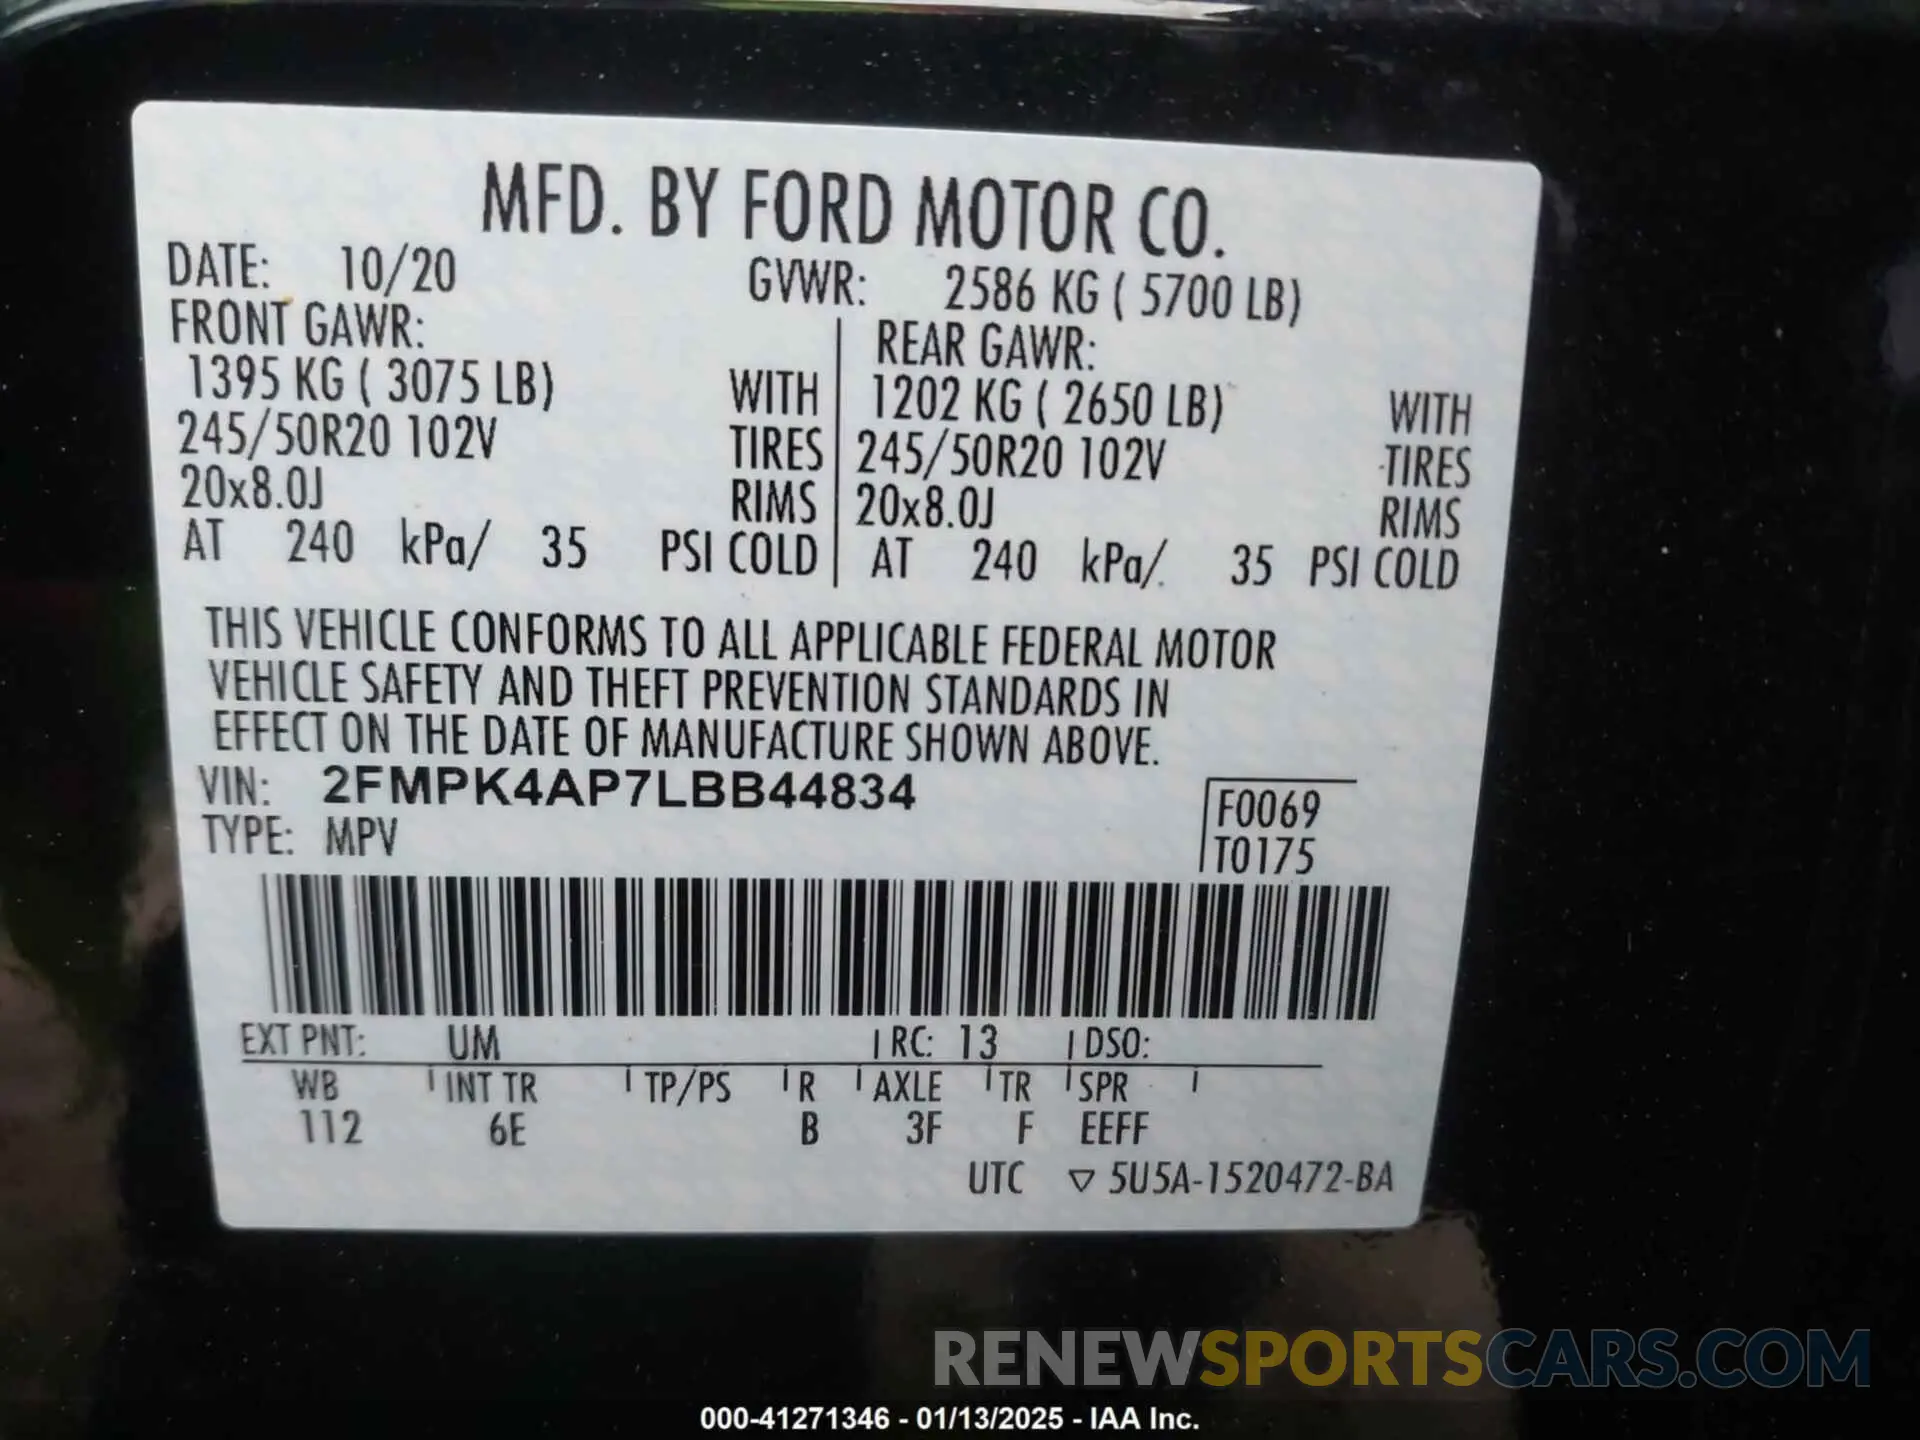 MFD. BY FORD MOTOR CO.
DATE: 10/20 GVWR: 2586 KG ( 5700 LB)
FRONT GAWR: REAR GAWR:
1395 KG ( 3075 LB) WITH 1202 KG ( 2650 LB) WITH
245/50R20 102V TIRES 245/50R20 102V TIRES
20x8.0J RIMS 20x8.0J RIMS
AT 240 kPa/ 35 PSI COLD AT 240 kPa/ 35 PSI COLD
THIS VEHICLE CONFORMS TO ALL APPLICABLE FEDERAL MOTOR
VEHICLE SAFETY AND THEFT PREVENTION STANDARDS IN
EFFECT ON THE DATE OF MANUFACTURE SHOWN ABOVE.
VIN: 2FMPK4AP7LBB44834
TYPE: MPV
F0069
T0175
EXT PNT: UM RC: 13 DSO:
WB INT TR TP/PS R AXLE TR SPR
112 6E B 3F F EEFF
UTC ▽ 5U5A-1520472-BA
RENEWSPORTSCARS.COM
000-41271346 - 01/13/2025 - IAA Inc.